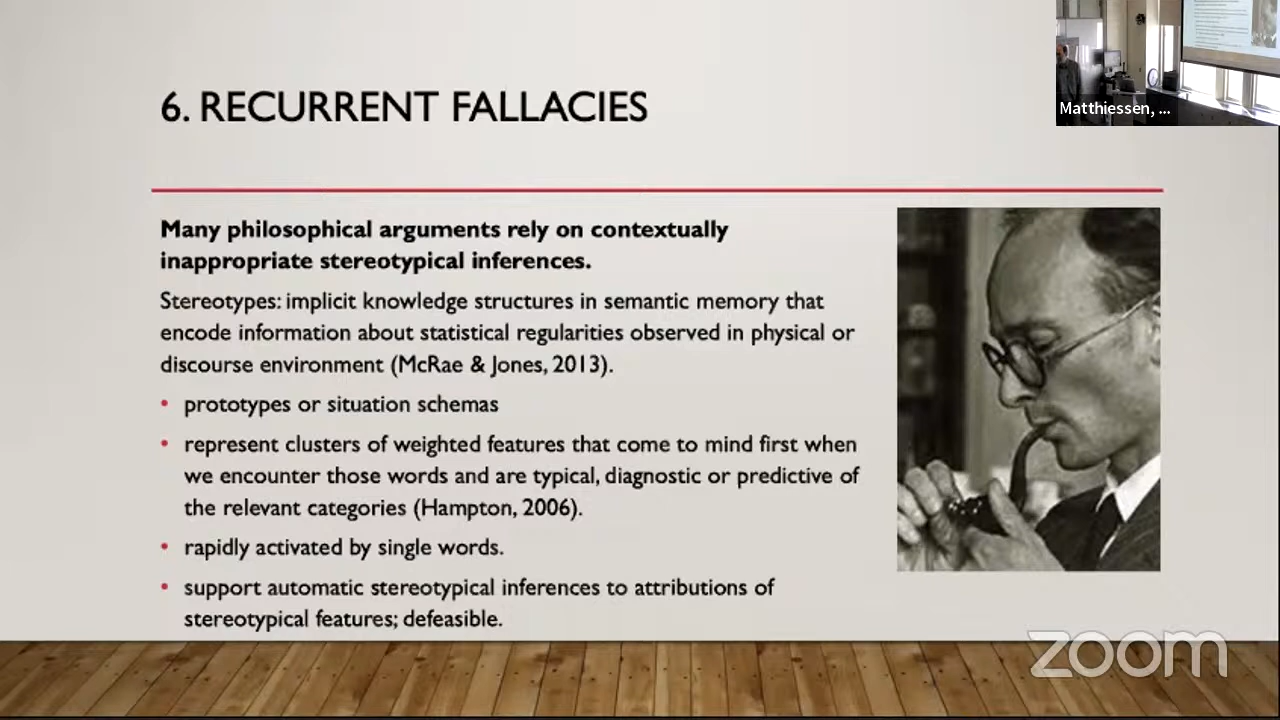 6. RECURRENT FALLACIES
Matthiessen, ...
Many philosophical arguments rely on contextually
inappropriate stereotypical inferences.
Stereotypes: implicit knowledge structures in semantic memory that
encode information about statistical regularities observed in physical or
discourse environment (McRae & Jones, 2013).
• prototypes or situation schemas
• represent clusters of weighted features that come to mind first when
we encounter those words and are typical, diagnostic or predictive of
the relevant categories (Hampton, 2006).
• rapidly activated by single words.
• support automatic stereotypical inferences to attributions of
stereotypical features; defeasible.
zoom